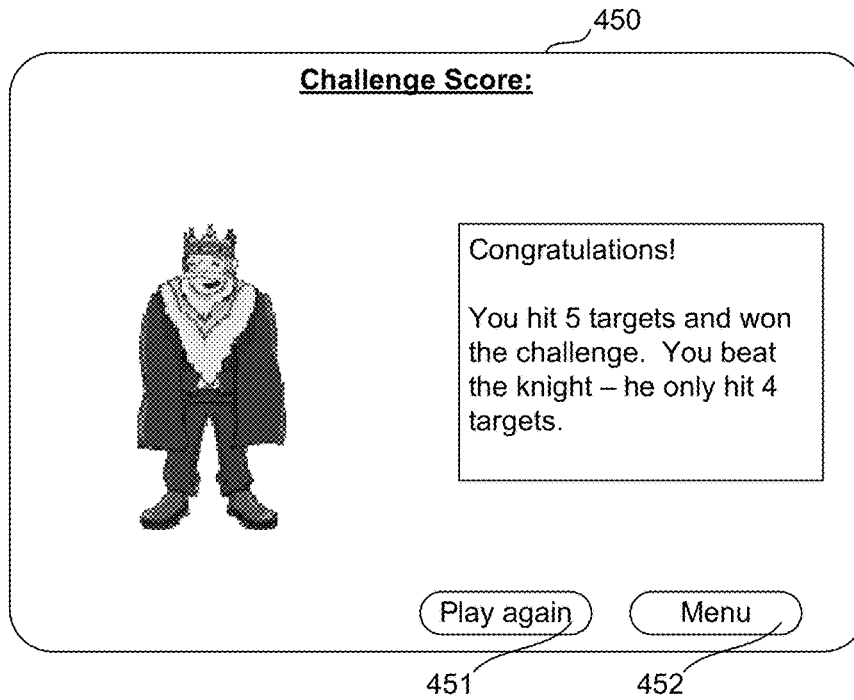 450
Challenge Score:
Congratulations!
You hit 5 targets and won
the challenge.  You beat
the knight – he only hit 4
targets.
Play again
Menu
451
452